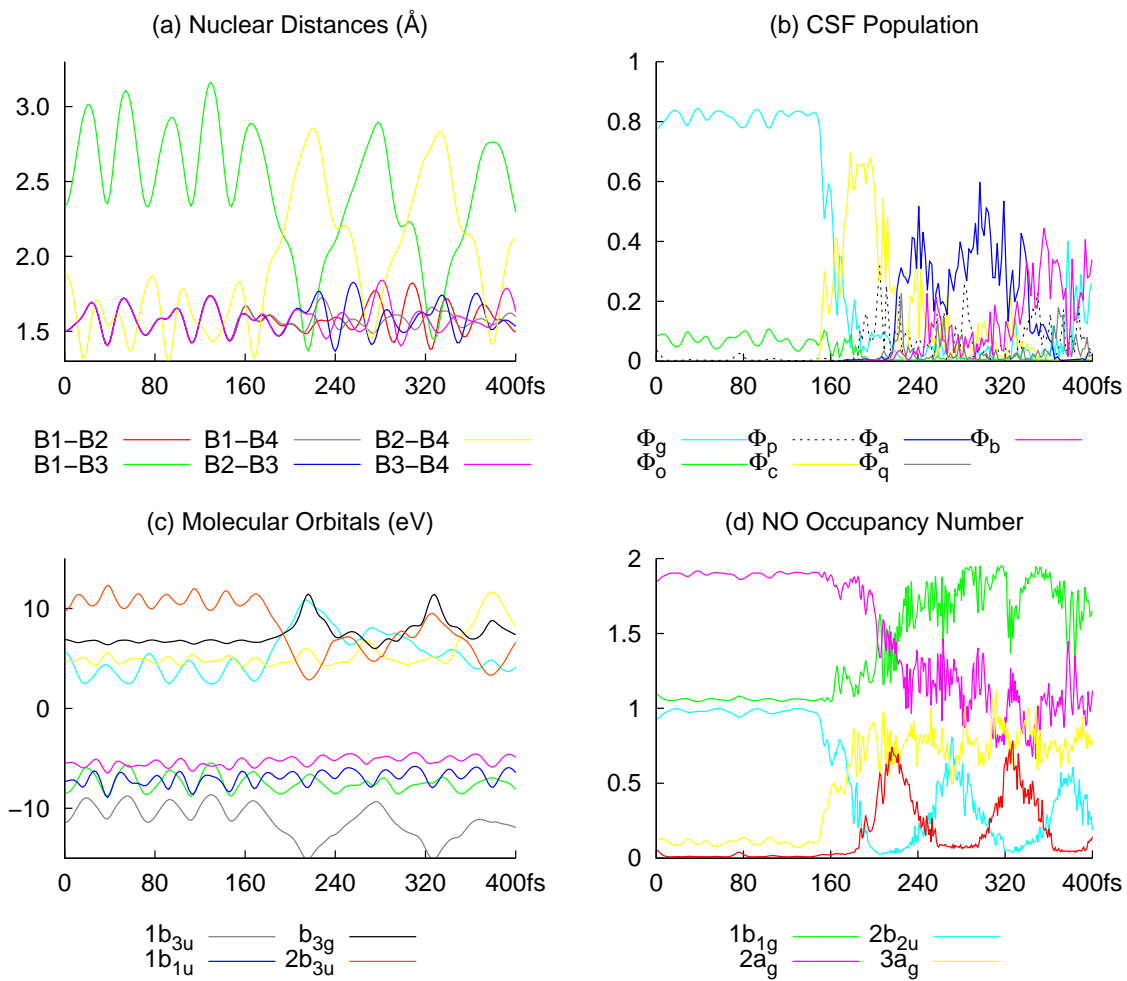 (a) Nuclear Distances (Å)
3.0
2.5
2.0
1.5
0 80 160 240 320 400fs
B1−B2 B1−B4 B2−B4
B1−B3 B2−B3 B3−B4
(b) CSF Population
1
0.8
0.6
0.4
0.2
0
0 80 160 240 320 400fs
Φg Φp Φa Φb
Φo Φc Φq
(c) Molecular Orbitals (eV)
10
0
−10
0 80 160 240 320 400fs
1b3u b3g
1b1u 2b3u
(d) NO Occupancy Number
2
1.5
1
0.5
0
0 80 160 240 320 400fs
1b1g 2b2u
2ag 3ag